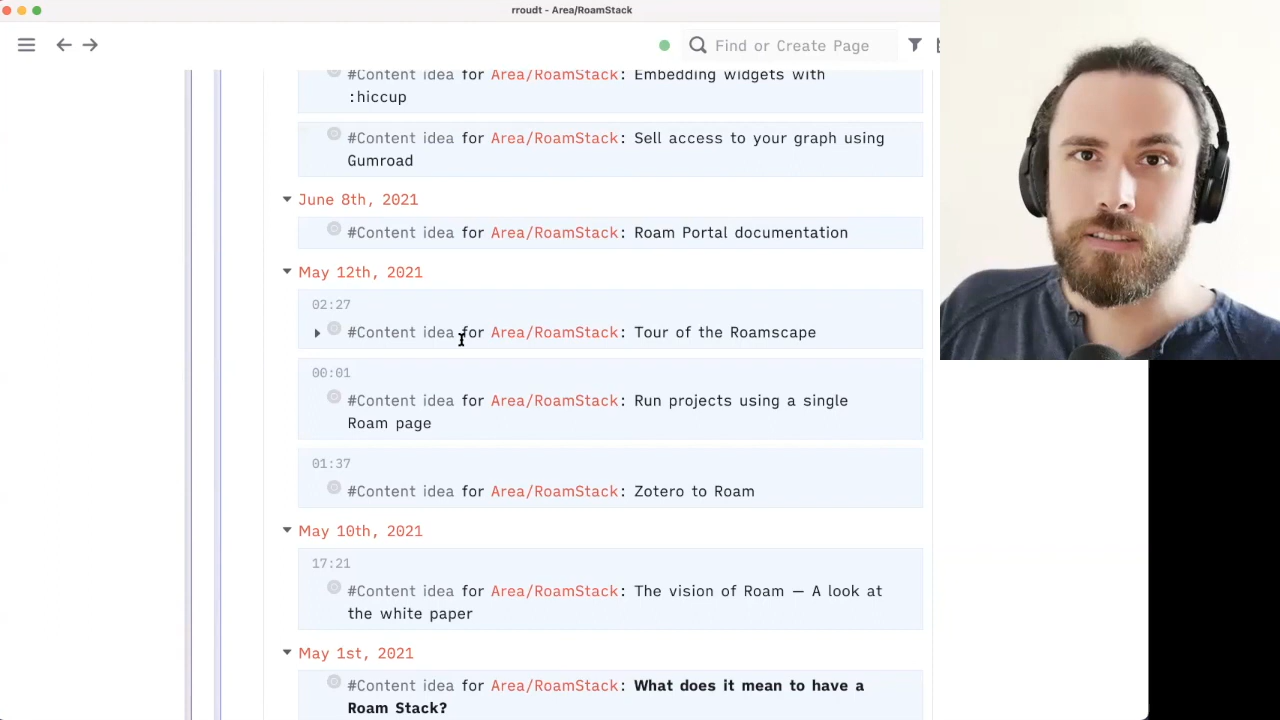 rroudt - Area/RoamStack
Find or Create Page
#Content idea for Area/RoamStack: Embedding widgets with
:hiccup
#Content idea for Area/RoamStack: Sell access to your graph using
Gumroad
June 8th, 2021
#Content idea for Area/RoamStack: Roam Portal documentation
May 12th, 2021
02:27
#Content idea for Area/RoamStack: Tour of the Roamscape
00:01
#Content idea for Area/RoamStack: Run projects using a single
Roam page
01:37
#Content idea for Area/RoamStack: Zotero to Roam
May 10th, 2021
17:21
#Content idea for Area/RoamStack: The vision of Roam — A look at
the white paper
May 1st, 2021
#Content idea for Area/RoamStack: What does it mean to have a
Roam Stack?